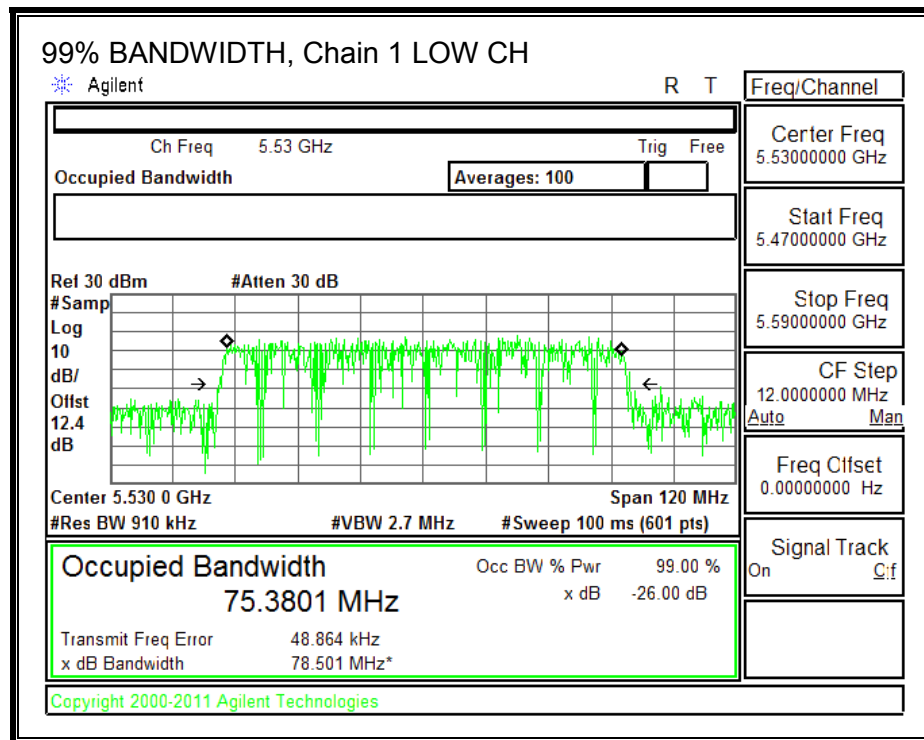 99% BANDWIDTH, Chain 1 LOW CH
Agilent R T
Freq/Channel
Ch Freq 5.53 GHz Trig Free
Occupied Bandwidth Averages: 100
Center Freq
5.53000000 GHz
Start Freq
5.47000000 GHz
Stop Freq
5.59000000 GHz
CF Step
12.0000000 MHz
Auto Man
Freq Offset
0.00000000 Hz
Signal Track
On Off
Ref 30 dBm #Atten 30 dB
#Samp
Log
10
dB/
Offst
12.4
dB
Center 5.530 0 GHz Span 120 MHz
#Res BW 910 kHz #VBW 2.7 MHz #Sweep 100 ms (601 pts)
Occupied Bandwidth Occ BW % Pwr 99.00 %
75.3801 MHz x dB -26.00 dB
Transmit Freq Error 48.864 kHz
x dB Bandwidth 78.501 MHz*
Copyright 2000-2011 Agilent Technologies